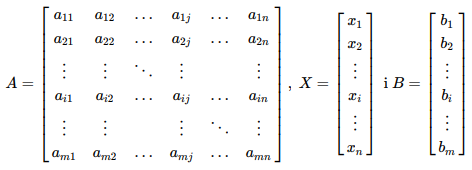 A = [ a₁₁ a₁₂ … a₁ⱼ … a₁ₙ
a₂₁ a₂₂ … a₂ⱼ … a₂ₙ
⋮ ⋮ ⋱ ⋮ ⋮
aᵢ₁ aᵢ₂ … aᵢⱼ … aᵢₙ
⋮ ⋮ ⋮ ⋱ ⋮
aₘ₁ aₘ₂ … aₘⱼ … aₘₙ ] , X = [ x₁
x₂
⋮
xᵢ
⋮
xₙ ] i B = [ b₁
b₂
⋮
bᵢ
⋮
bₘ ]